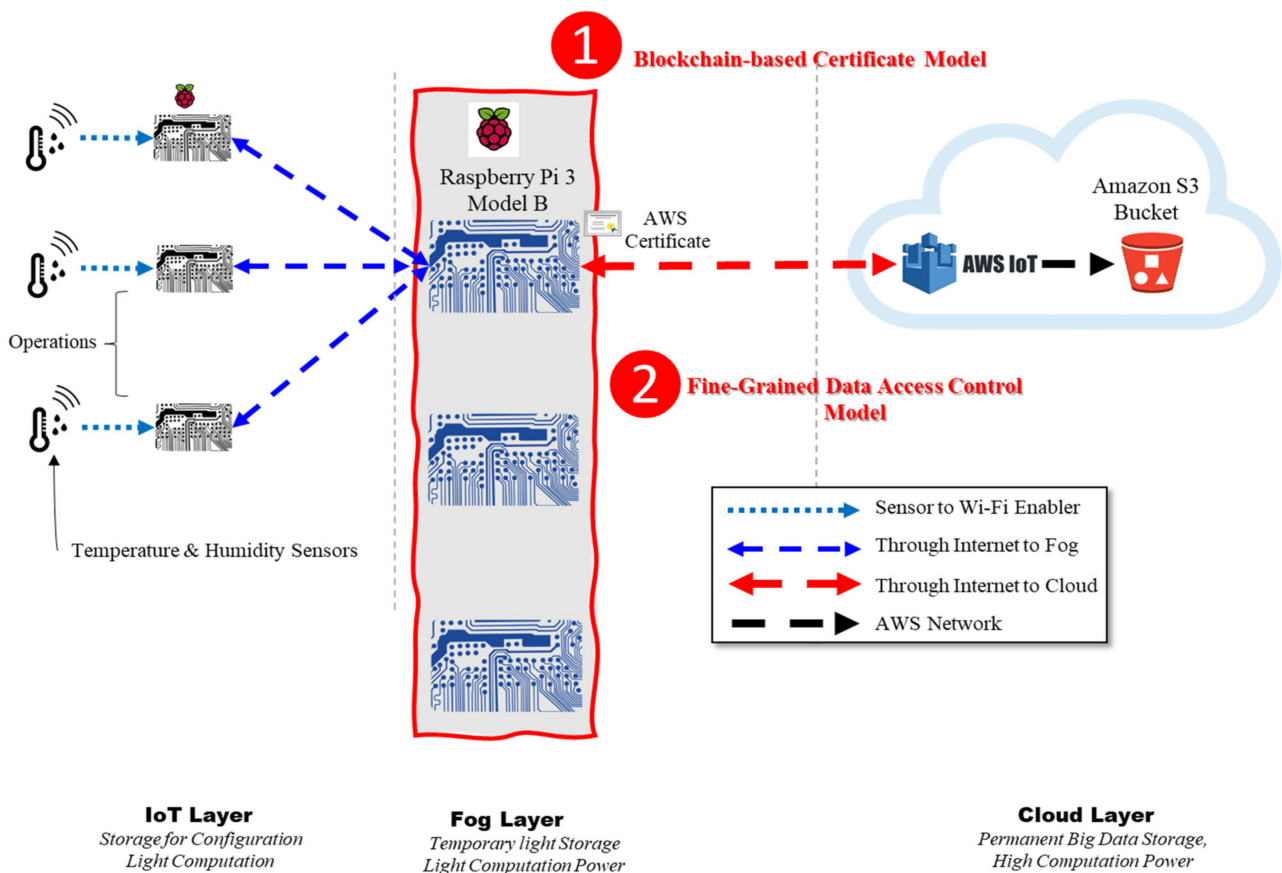 1
Blockchain-based Certificate Model
Raspberry Pi 3
Model B
AWS
Certificate
Amazon S3
Bucket
AWS IoT
Operations
2
Fine-Grained Data Access Control
Model
Temperature & Humidity Sensors
Sensor to Wi-Fi Enabler
Through Internet to Fog
Through Internet to Cloud
AWS Network
IoT Layer
Storage for Configuration
Light Computation
Fog Layer
Temporary light Storage
Light Computation Power
Cloud Layer
Permanent Big Data Storage,
High Computation Power